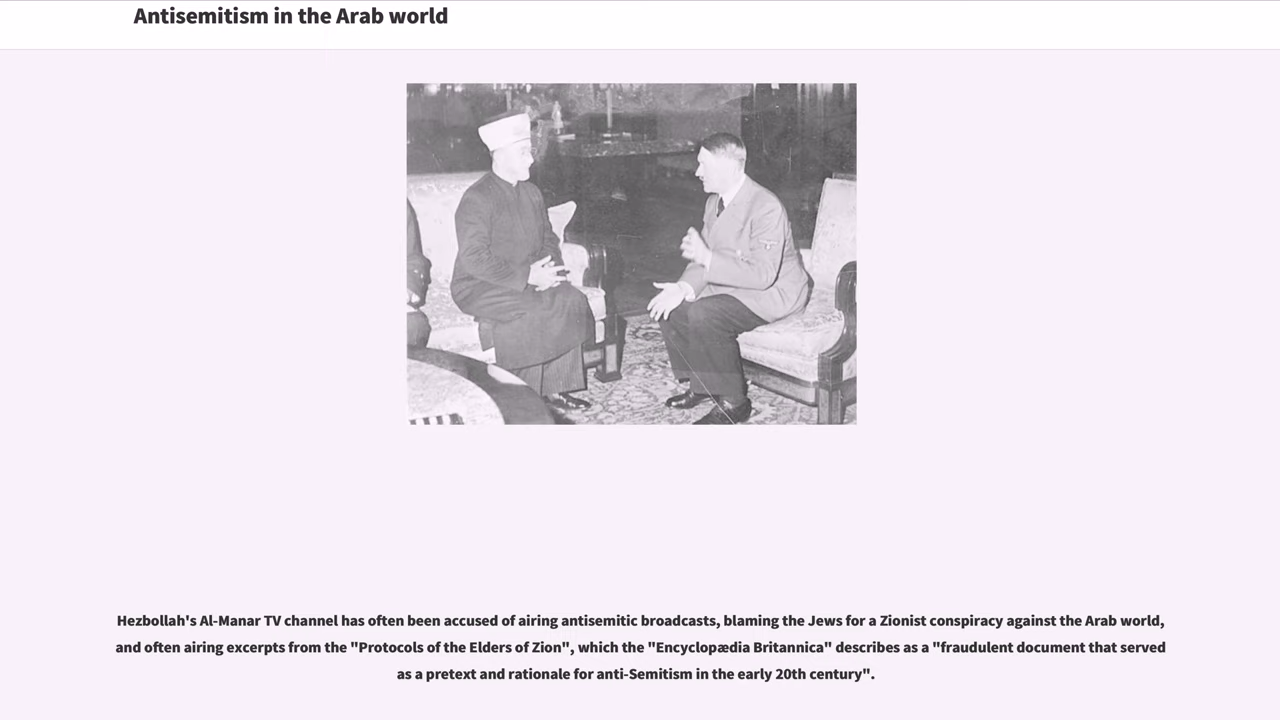 Antisemitism in the Arab world
Hezbollah's Al-Manar TV channel has often been accused of airing antisemitic broadcasts, blaming the Jews for a Zionist conspiracy against the Arab world,
and often airing excerpts from the "Protocols of the Elders of Zion", which the "Encyclopædia Britannica" describes as a "fraudulent document that served
as a pretext and rationale for anti-Semitism in the early 20th century".